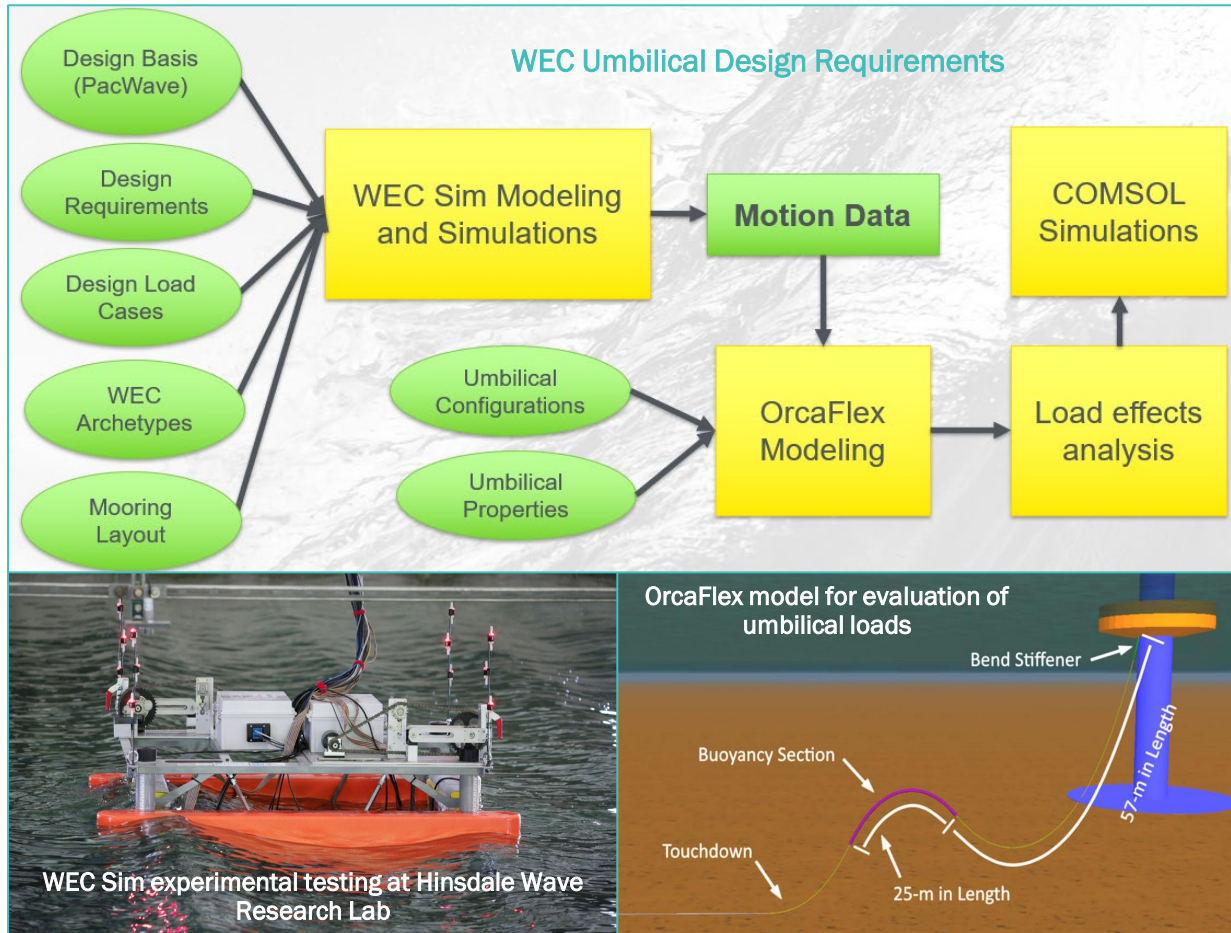 WEC Umbilical Design Requirements
Design Basis
(PacWave)
Design
Requirements
Design Load
Cases
WEC
Archetypes
Mooring
Layout
WEC Sim Modeling
and Simulations
Motion Data
COMSOL
Simulations
Umbilical
Configurations
Umbilical
Properties
OrcaFlex
Modeling
Load effects
analysis
WEC Sim experimental testing at Hinsdale Wave
Research Lab
OrcaFlex model for evaluation of
umbilical loads
Bend Stiffener
57-m in Length
Buoyancy Section
Touchdown
25-m in Length